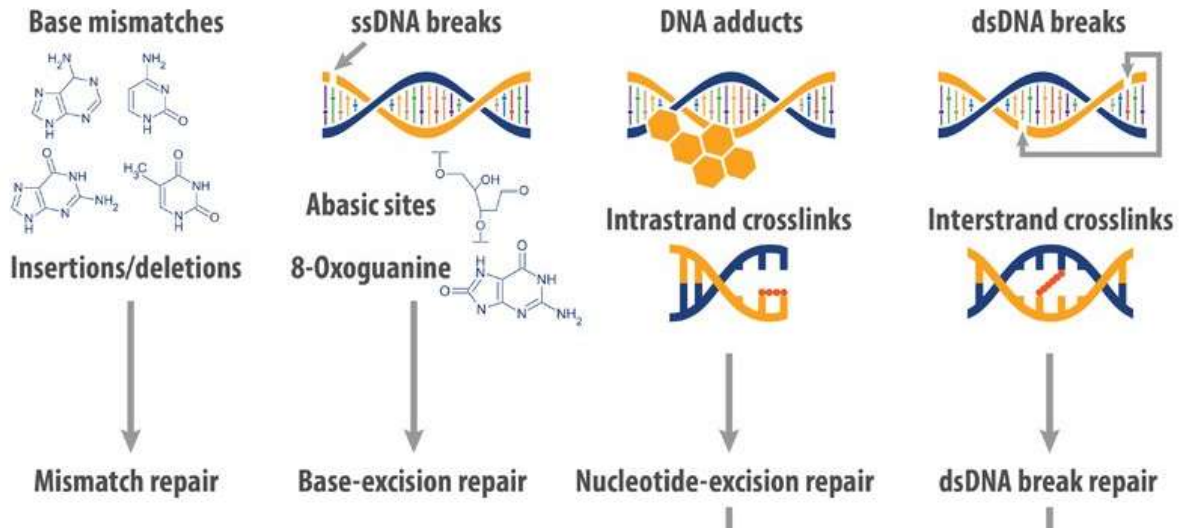 Base mismatches
ssDNA breaks
DNA adducts
dsDNA breaks
H₂N
N
N
N
N
H
NH₂
N
N
H
O
O
N
NH
N
N
H
NH₂
H₃C
O
NH
N
H
O
Insertions/deletions
O
OH
O
O
Abasic sites
8-Oxoguanine
H
N
O
NH
O
N
H
N
NH₂
Intrastrand crosslinks
Interstrand crosslinks
Mismatch repair
Base-excision repair
Nucleotide-excision repair
dsDNA break repair